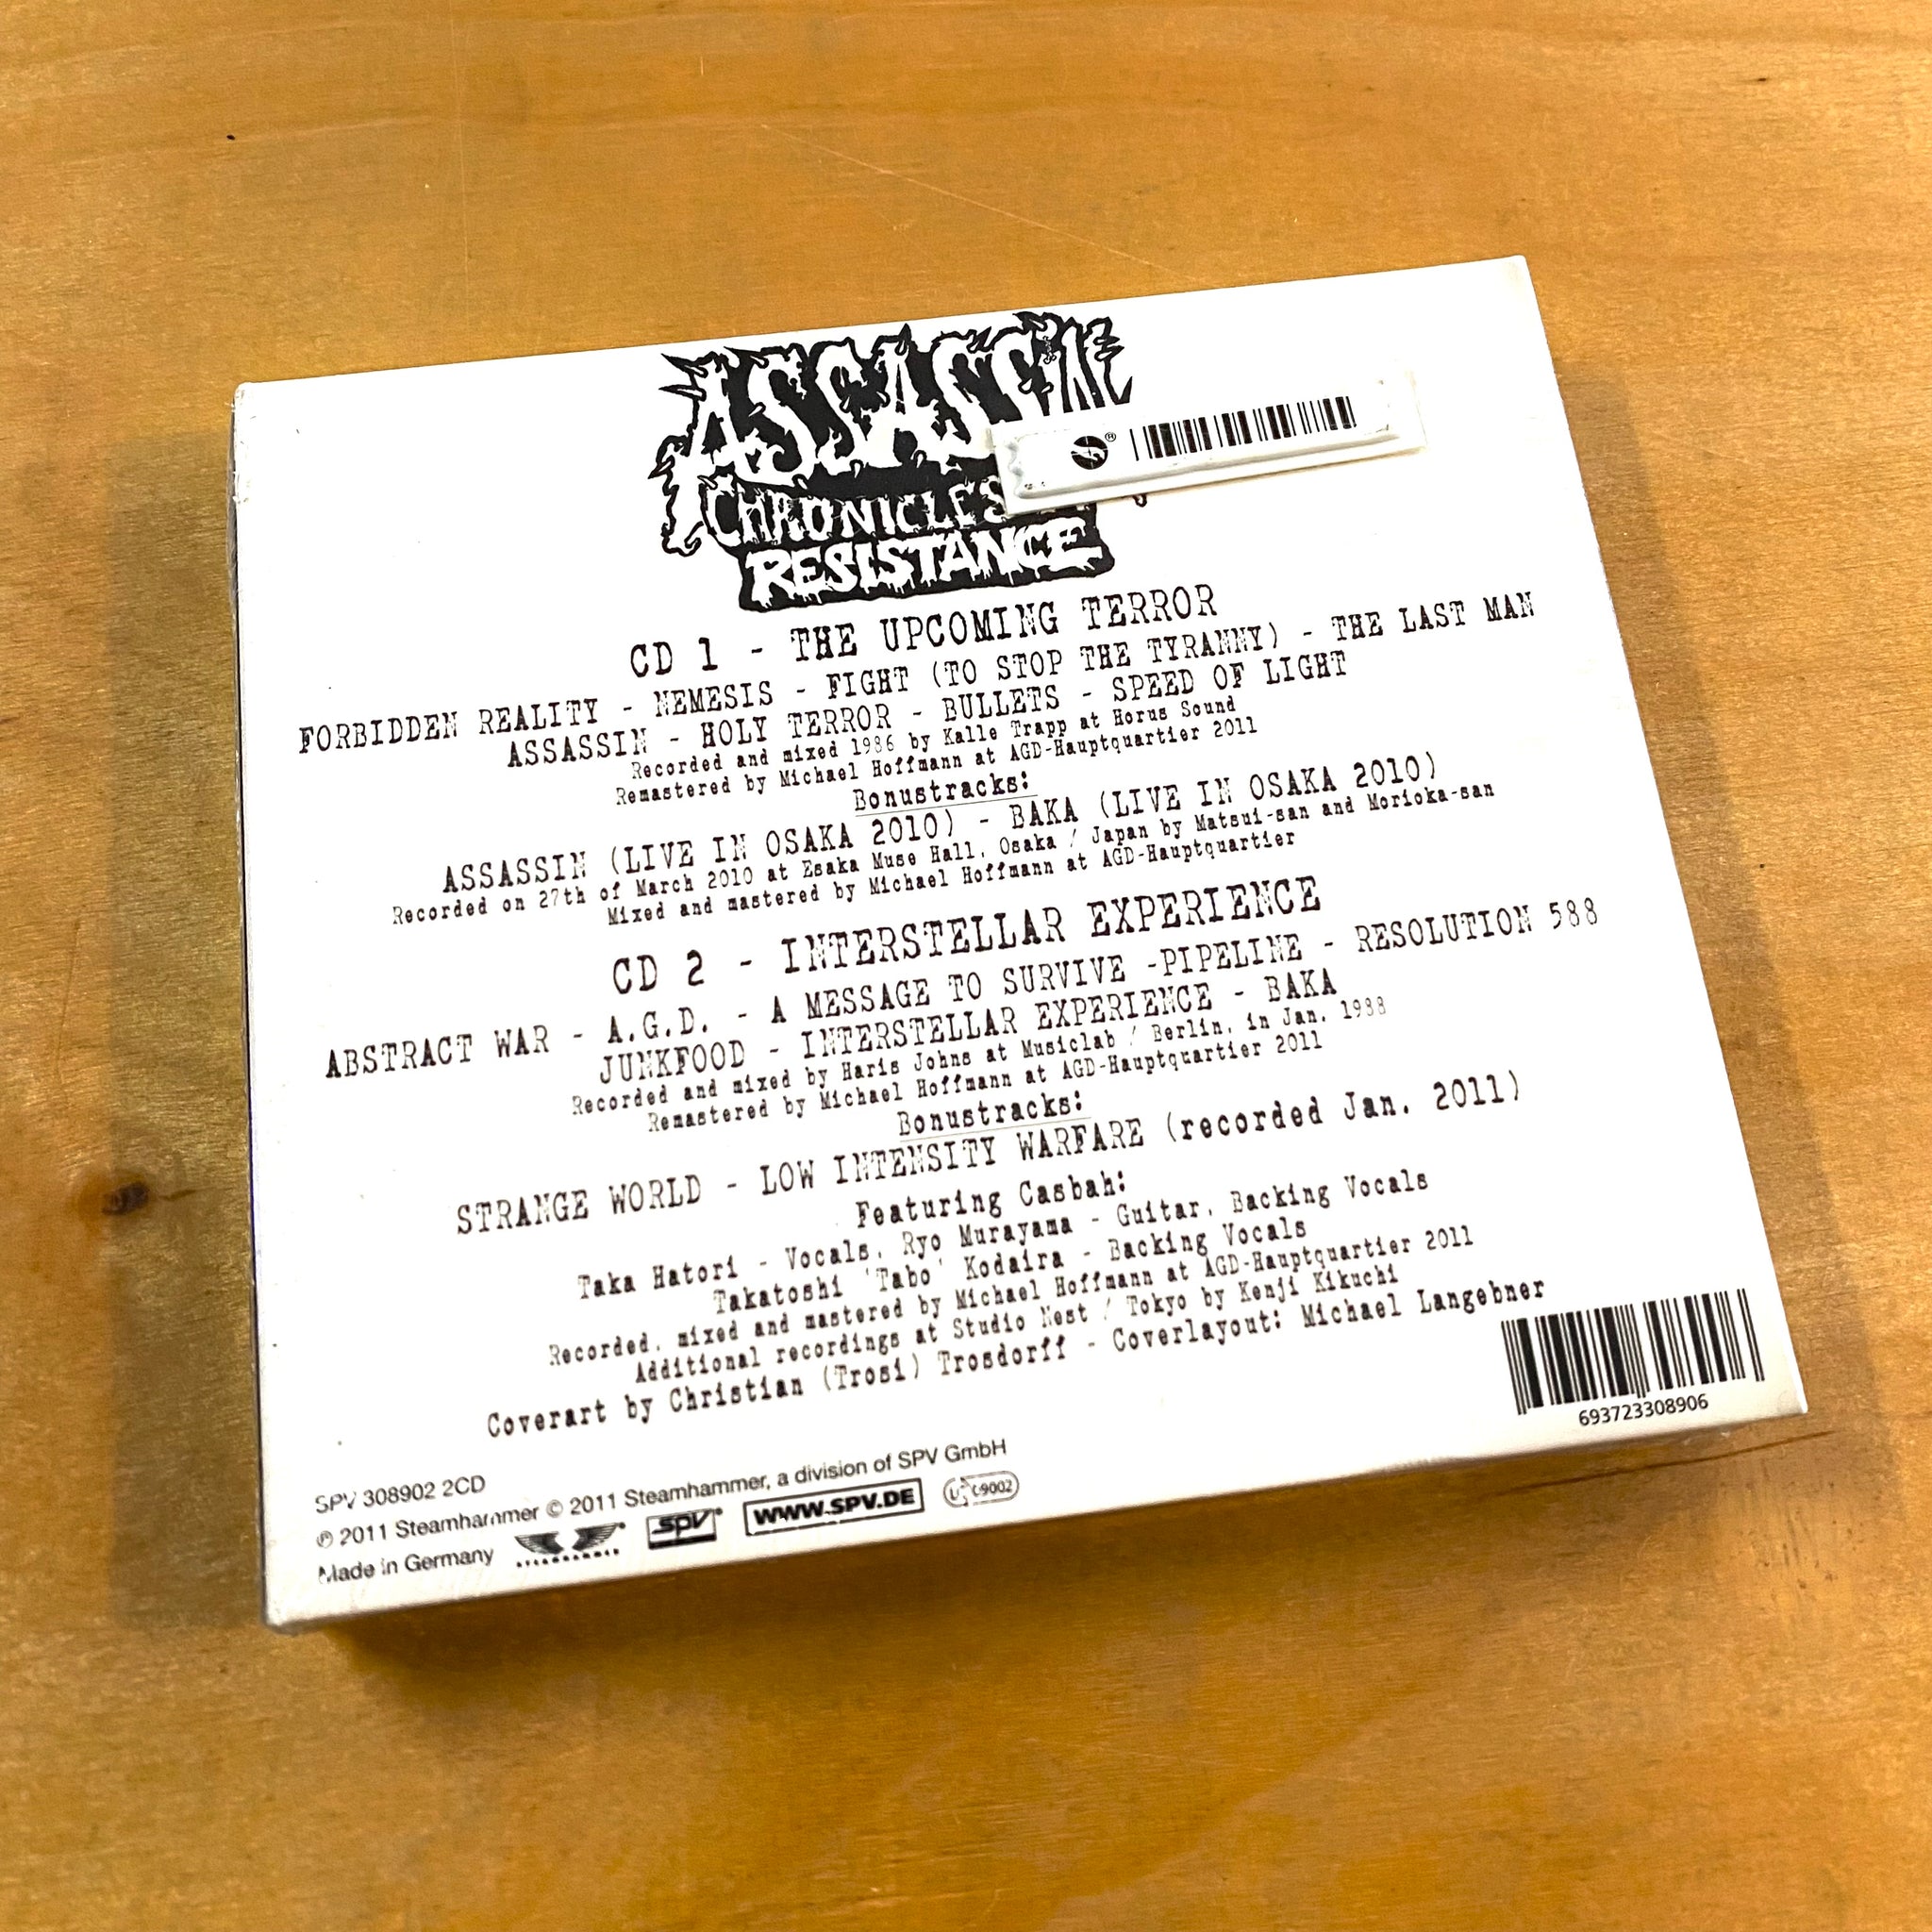 ASSASSIN
CHRONICLES
RESISTANCE
CD 1 - THE UPCOMING TERROR
FORBIDDEN REALITY - NEMESIS - FIGHT (TO STOP THE TYRANNY) - THE LAST MAN
ASSASSIN - HOLY TERROR - BULLETS - SPEED OF LIGHT
Recorded and mixed 1986 by Kalle Trapp at Horus Sound
Remastered by Michael Hoffmann at AGD-Hauptquartier 2011
Bonustracks:
ASSASSIN (LIVE IN OSAKA 2010) - BAKA (LIVE IN OSAKA 2010)
Recorded on 27th of March 2010 at Esaka Muse Hall, Osaka / Japan by Matsui-san and Morioka-san
Mixed and mastered by Michael Hoffmann at AGD-Hauptquartier
CD 2 - INTERSTELLAR EXPERIENCE
ABSTRACT WAR - A.G.D. - A MESSAGE TO SURVIVE -PIPELINE - RESOLUTION 588
JUNKFOOD - INTERSTELLAR EXPERIENCE - BAKA
Recorded and mixed by Haris Johns at Musiclab / Berlin, in Jan. 1988
Remastered by Michael Hoffmann at AGD-Hauptquartier 2011
Bonustracks:
STRANGE WORLD - LOW INTENSITY WARFARE (recorded Jan. 2011)
Featuring Casbah:
Taka Hatori - Vocals, Ryo Murayama - Guitar, Backing Vocals
Takatoshi 'Tabo' Kodaira - Backing Vocals
Recorded, mixed and mastered by Michael Hoffmann at AGD-Hauptquartier 2011
Additional recordings at Studio Nest / Tokyo by Kenji Kikuchi
Coverart by Christian (Trosi) Trosdorff - Coverlayout: Michael Langebner
693723308906
SPV 308902 2CD
℗ 2011 Steamhammer © 2011 Steamhammer, a division of SPV GmbH
Made in Germany STEAMHAMMER SPV WWW.SPV.DE